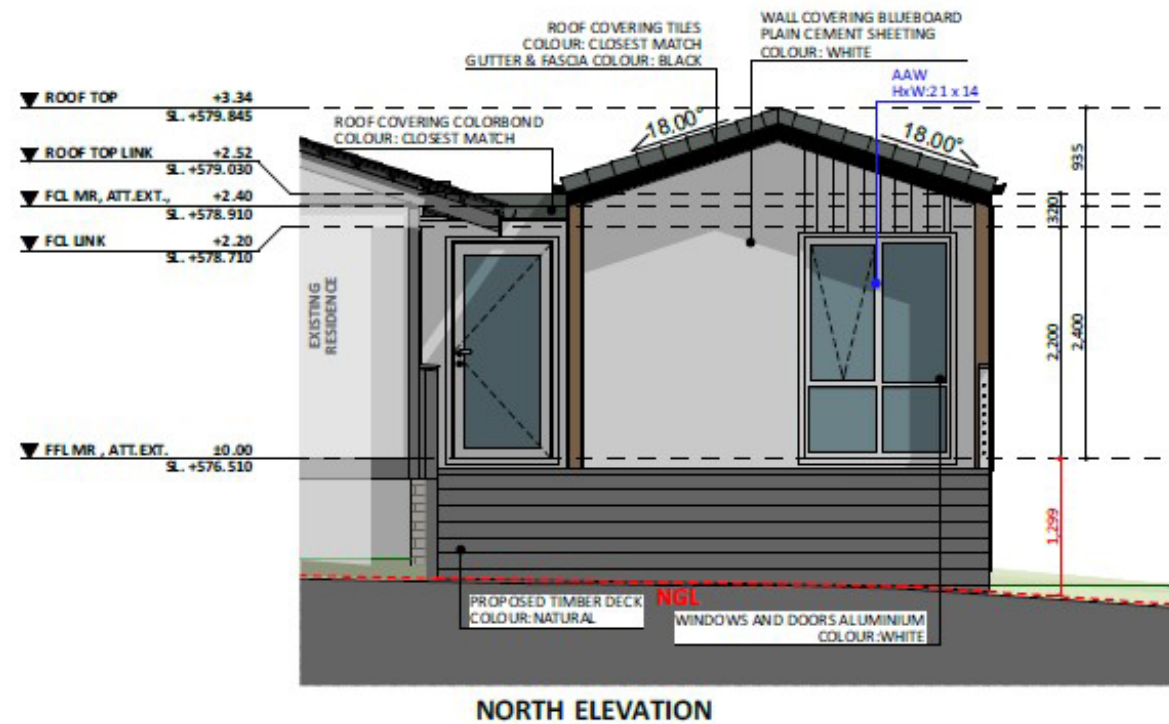 ROOF COVERING TILES
COLOUR: CLOSEST MATCH
GUTTER & FASCIA COLOUR: BLACK
WALL COVERING BLUEBOARD
PLAIN CEMENT SHEETING
COLOUR: WHITE
AAW
HxW:21 x 14
ROOF TOP +3.34
SL. +579.845
ROOF COVERING COLORBOND
COLOUR: CLOSEST MATCH
18.00°
18.00°
ROOF TOP LINK +2.52
SL. +579.030
FCL MR, ATT.EXT., +2.40
SL. +578.910
FCL LINK +2.20
SL. +578.710
935
320
2,200
2,400
EXISTING
RESIDENCE
FFL MR , ATT.EXT. ±0.00
SL. +576.510
1,299
NGL
PROPOSED TIMBER DECK
COLOUR:NATURAL
WINDOWS AND DOORS ALUMINIUM
COLOUR:WHITE
NORTH ELEVATION